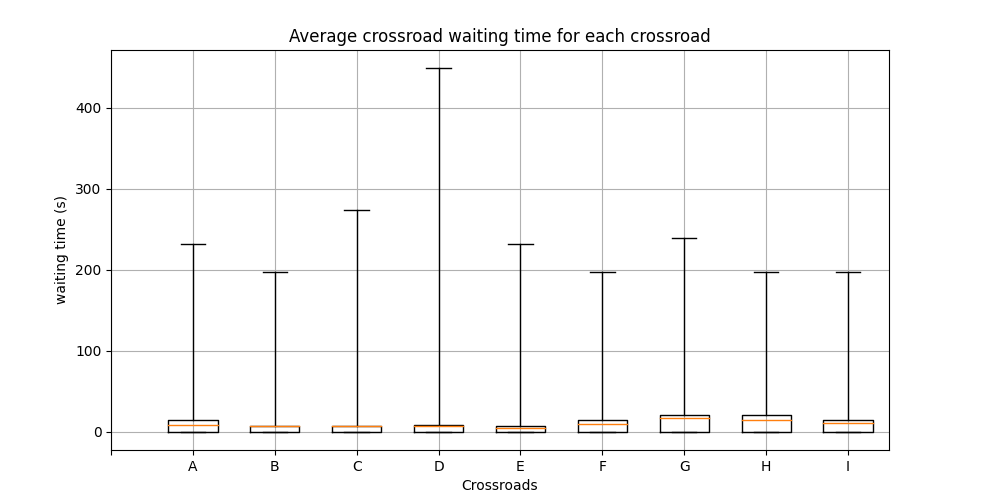 Average crossroad waiting time for each crossroad
400
300
200
100
0
waiting time (s)
A B C D E F G H I
Crossroads